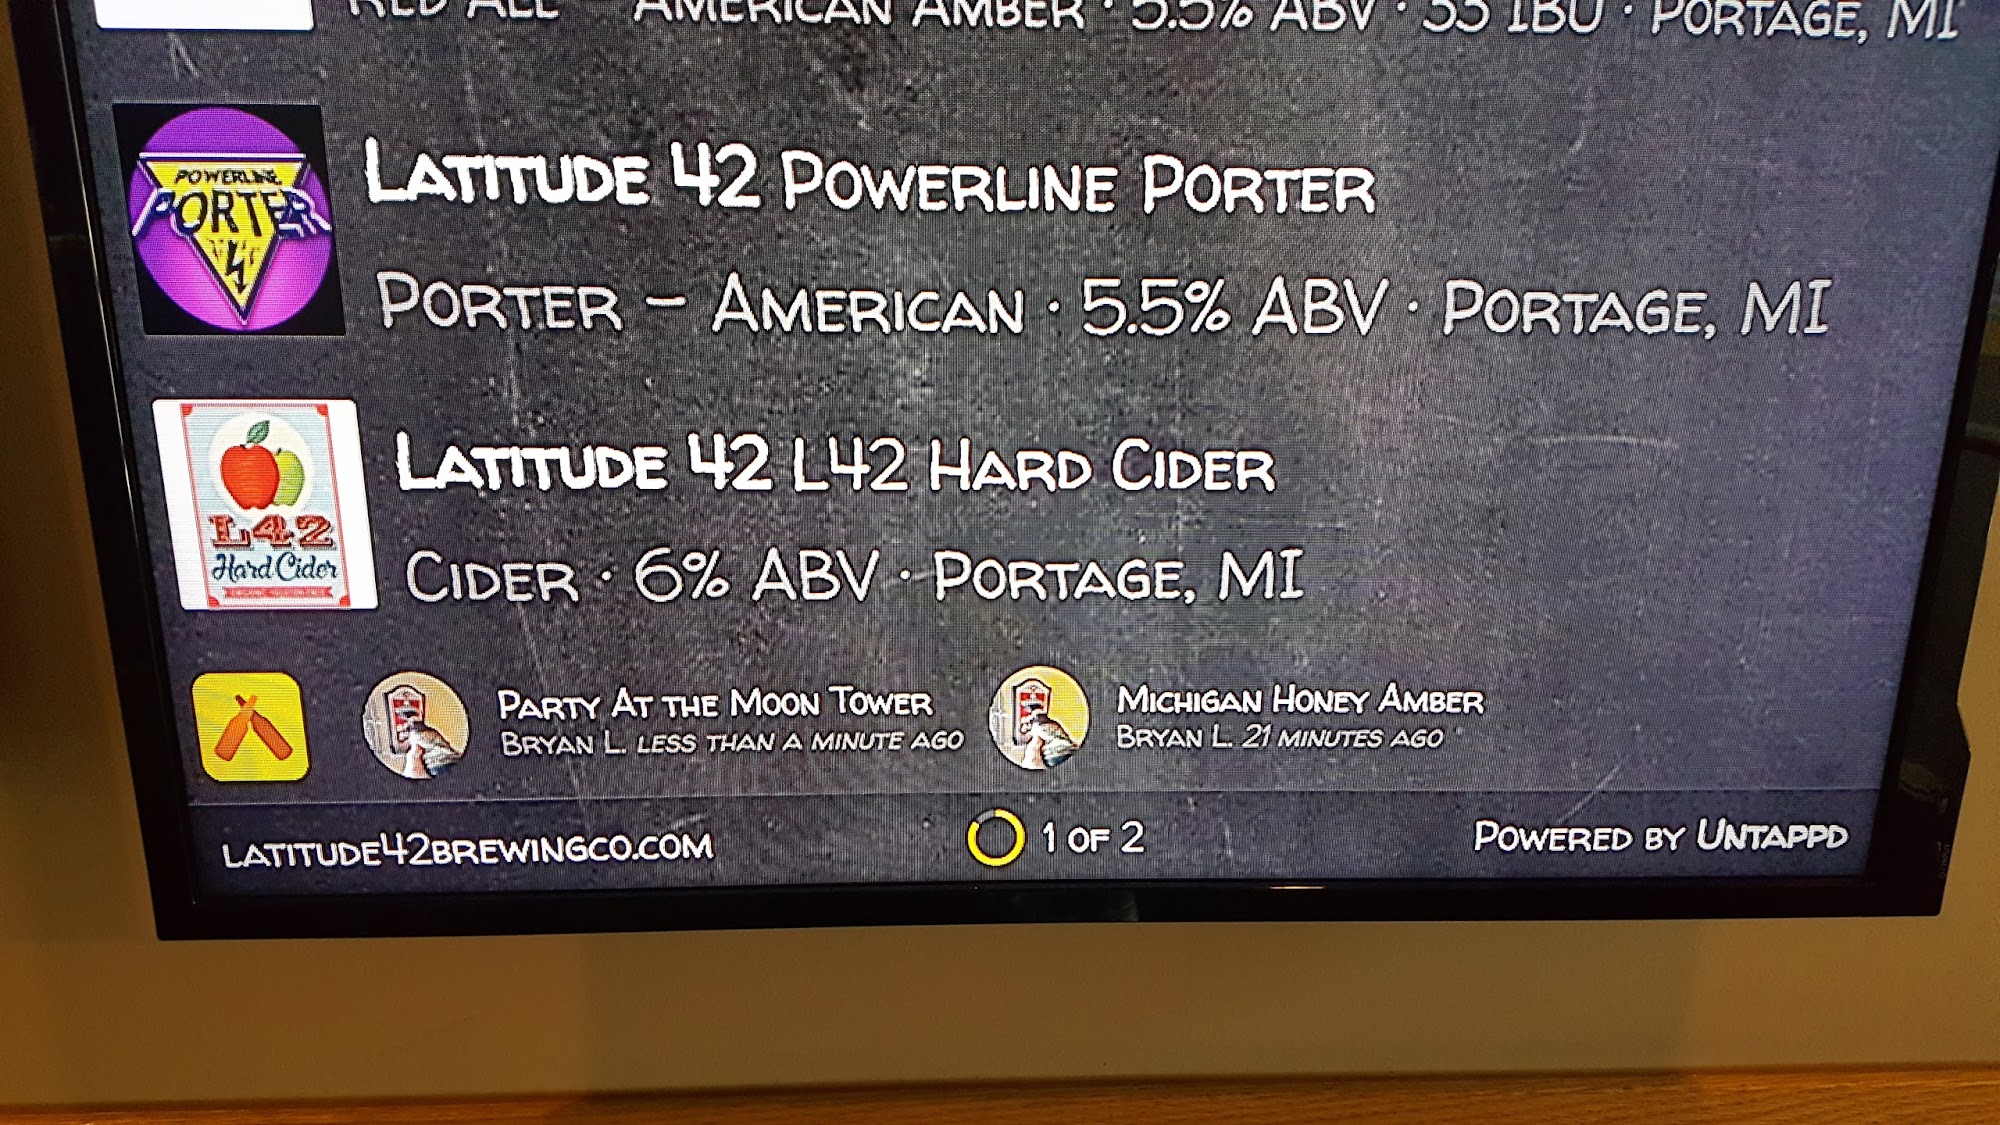 RED ALE - AMERICAN AMBER · 5.5% ABV · 33 IBU · PORTAGE, MI
POWERLINE
PORTER
LATITUDE 42 POWERLINE PORTER
PORTER - AMERICAN · 5.5% ABV · PORTAGE, MI
L42
Hard Cider
LATITUDE 42 L42 HARD CIDER
CIDER · 6% ABV · PORTAGE, MI
PARTY AT THE MOON TOWER
BRYAN L. LESS THAN A MINUTE AGO
MICHIGAN HONEY AMBER
BRYAN L. 21 MINUTES AGO
LATITUDE42BREWINGCO.COM
1 OF 2
POWERED BY UNTAPPD